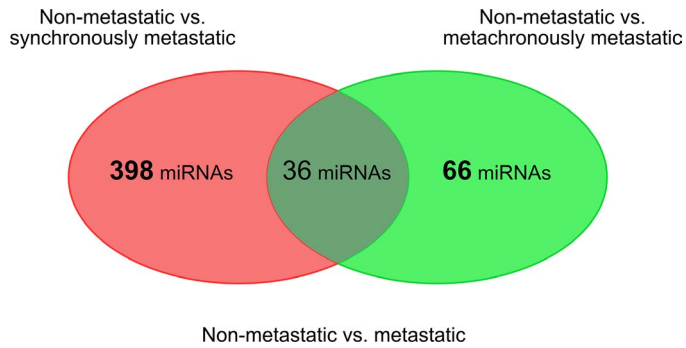 Non-metastatic vs.
synchronously metastatic
Non-metastatic vs.
metachronously metastatic
398 miRNAs
36 miRNAs
66 miRNAs
Non-metastatic vs. metastatic